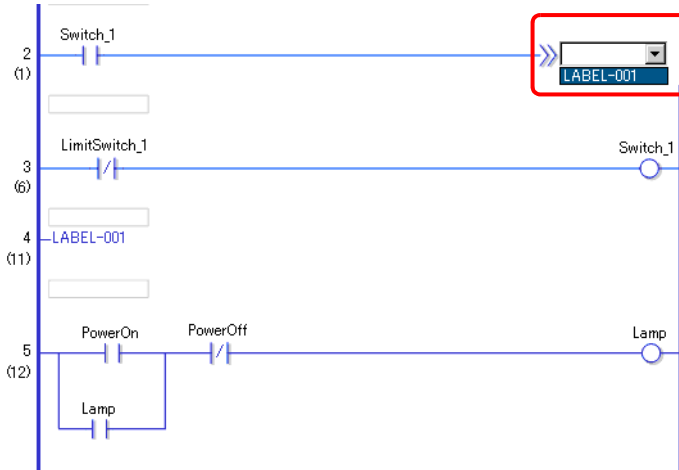 Switch_1
2
(1)
LABEL-001
LimitSwitch_1
Switch_1
3
(6)
4
LABEL-001
(11)
PowerOn
PowerOff
Lamp
5
(12)
Lamp